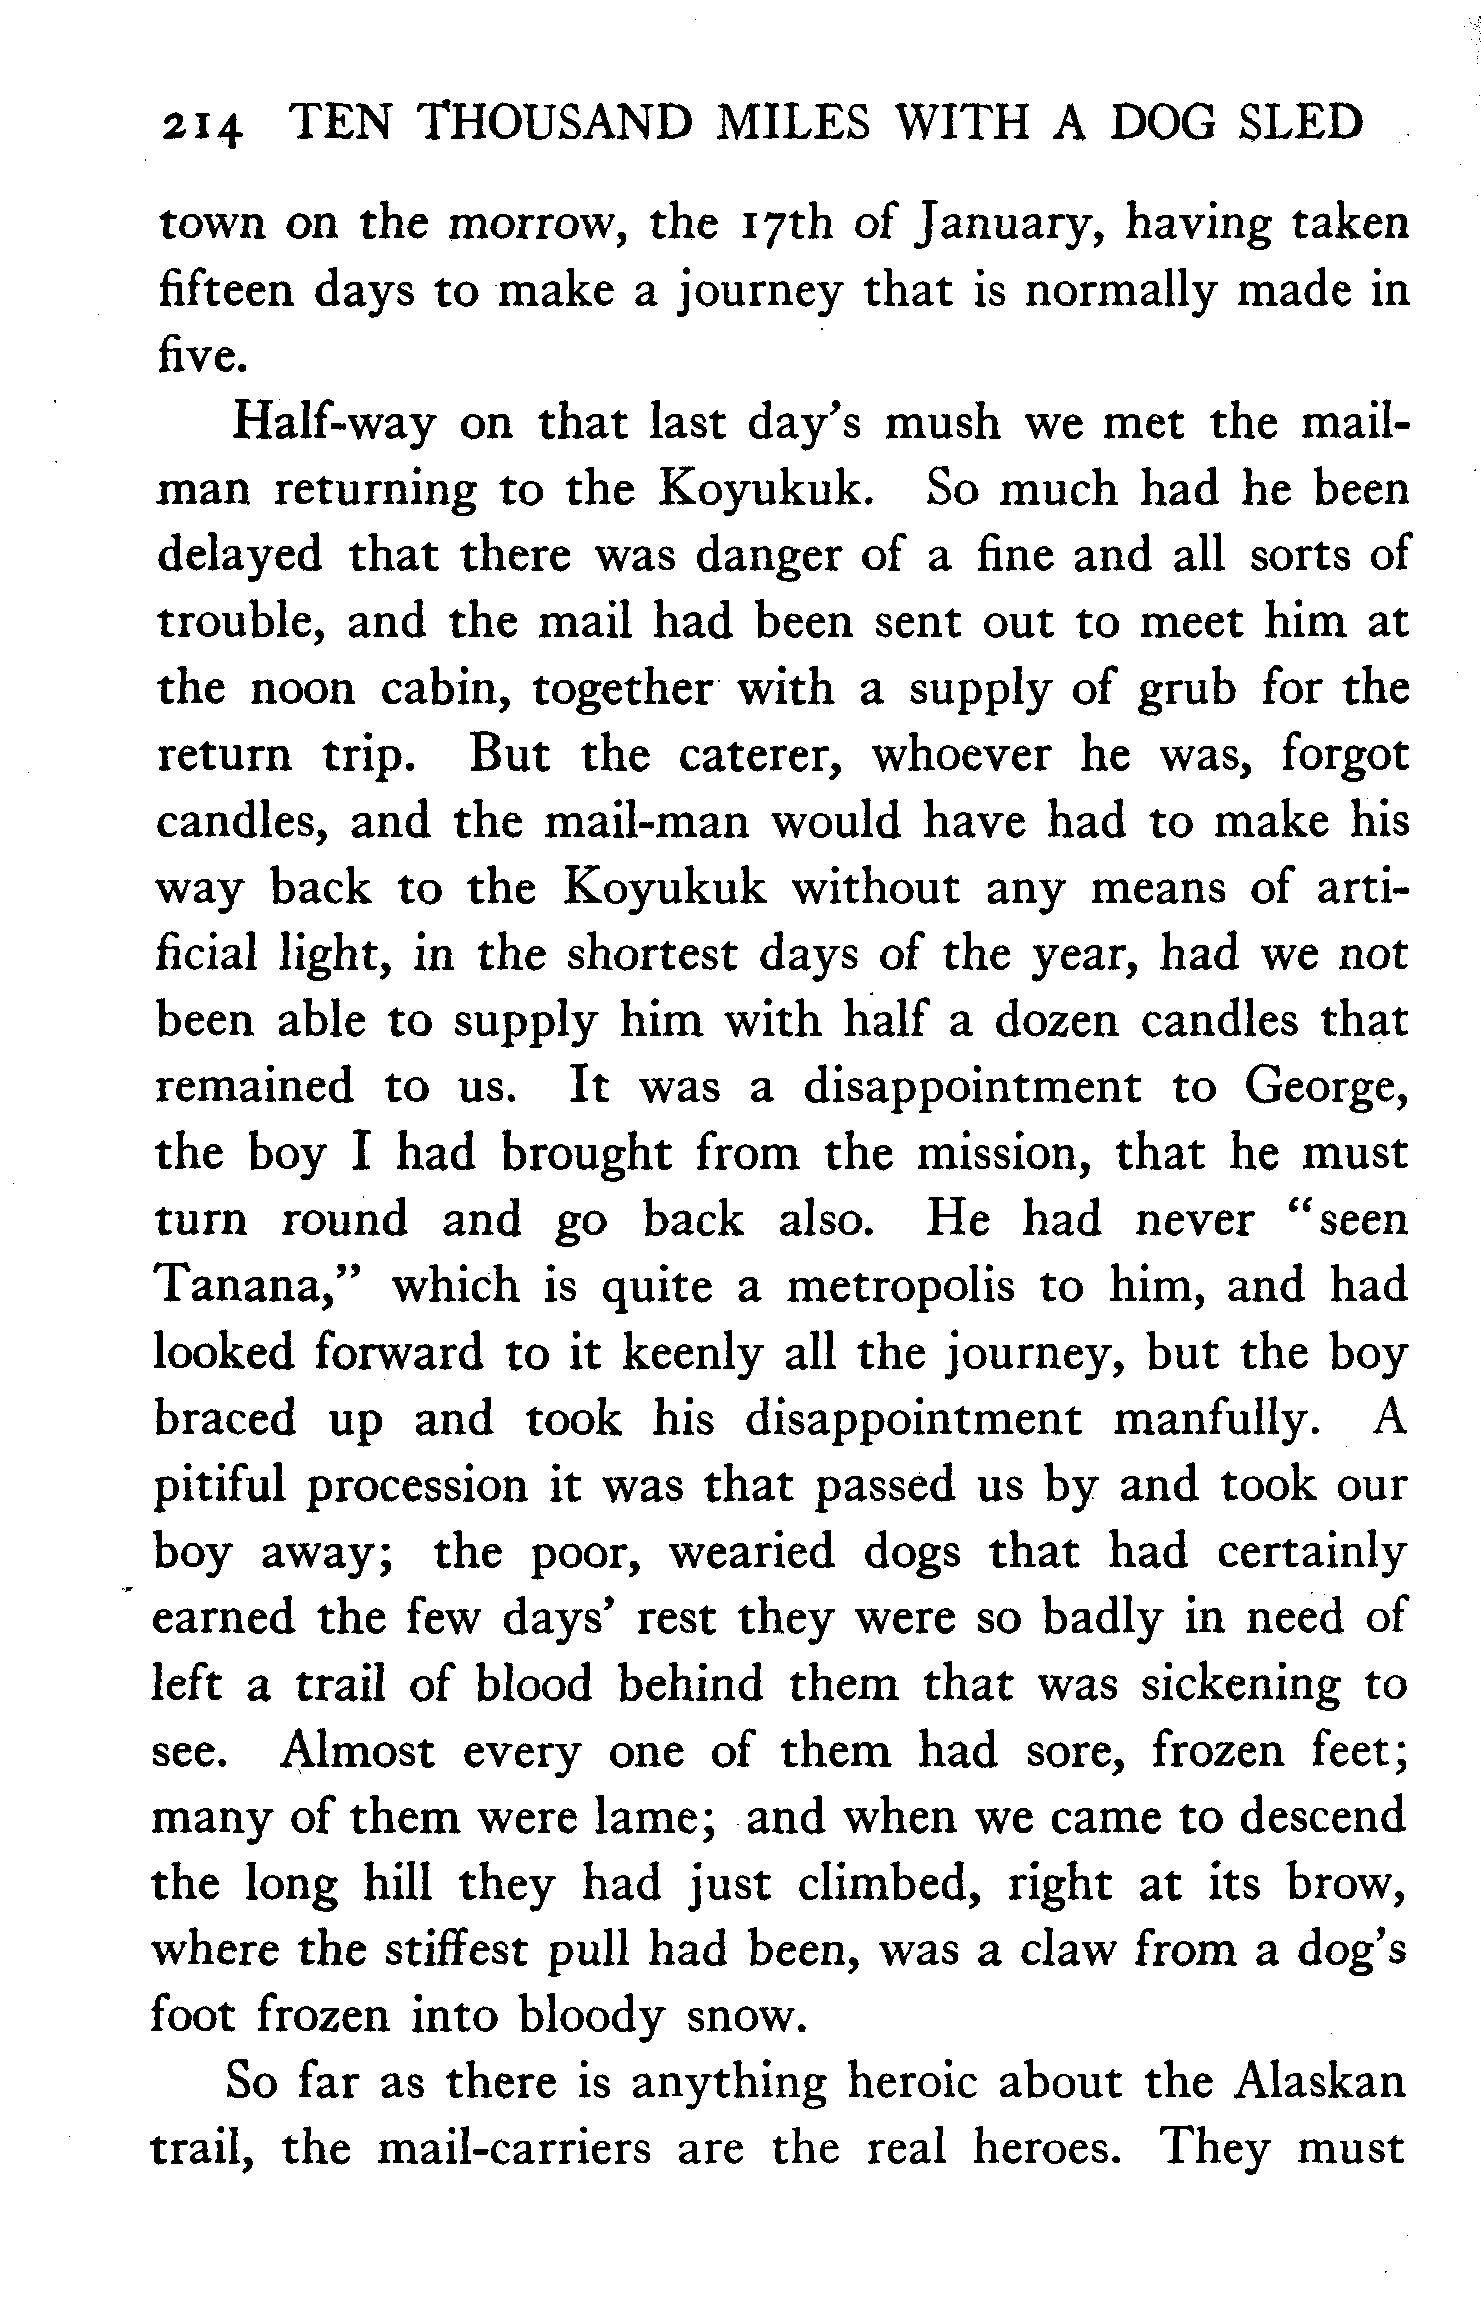 214 TEN THOUSAND MILES WITH A DOG SLED
town on the morrow, the 17th of January, having taken
fifteen days to make a journey that is normally made in
five.
Half-way on that last day's mush we met the mail-
man returning to the Koyukuk. So much had he been
delayed that there was danger of a fine and all sorts of
trouble, and the mail had been sent out to meet him at
the noon cabin, together with a supply of grub for the
return trip. But the caterer, whoever he was, forgot
candles, and the mail-man would have had to make his
way back to the Koyukuk without any means of arti-
ficial light, in the shortest days of the year, had we not
been able to supply him with half a dozen candles that
remained to us. It was a disappointment to George,
the boy I had brought from the mission, that he must
turn round and go back also. He had never "seen
Tanana," which is quite a metropolis to him, and had
looked forward to it keenly all the journey, but the boy
braced up and took his disappointment manfully. A
pitiful procession it was that passed us by and took our
boy away; the poor, wearied dogs that had certainly
earned the few days' rest they were so badly in need of
left a trail of blood behind them that was sickening to
see. Almost every one of them had sore, frozen feet;
many of them were lame; and when we came to descend
the long hill they had just climbed, right at its brow,
where the stiffest pull had been, was a claw from a dog's
foot frozen into bloody snow.
So far as there is anything heroic about the Alaskan
trail, the mail-carriers are the real heroes. They must